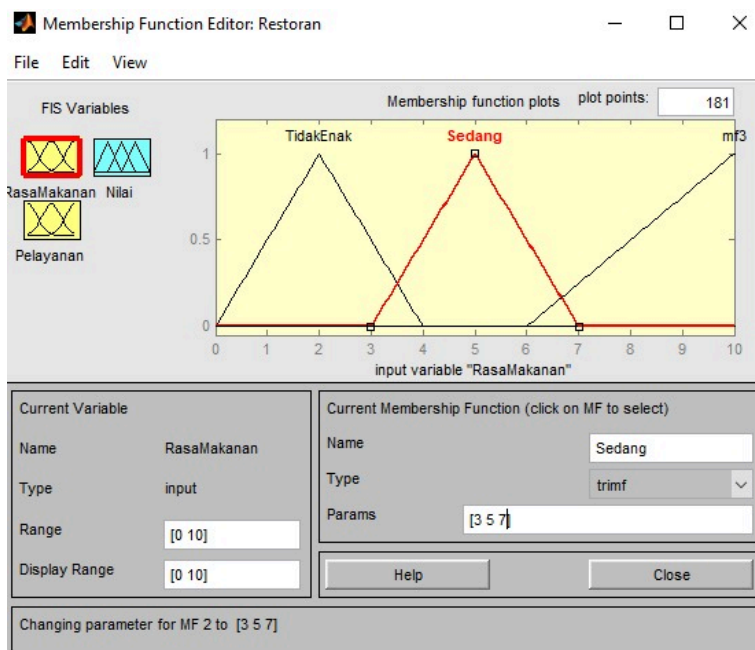 Membership Function Editor: Restoran
File Edit View
FIS Variables
RasaMakanan Nilai
Pelayanan
Membership function plots plot points: 181
TidakEnak Sedang mf3
1
0.5
0
0 1 2 3 4 5 6 7 8 9 10
input variable "RasaMakanan"
Current Variable
Name RasaMakanan
Type input
Range [0 10]
Display Range [0 10]
Current Membership Function (click on MF to select)
Name Sedang
Type trimf
Params [3 5 7]
Help Close
Changing parameter for MF 2 to [3 5 7]